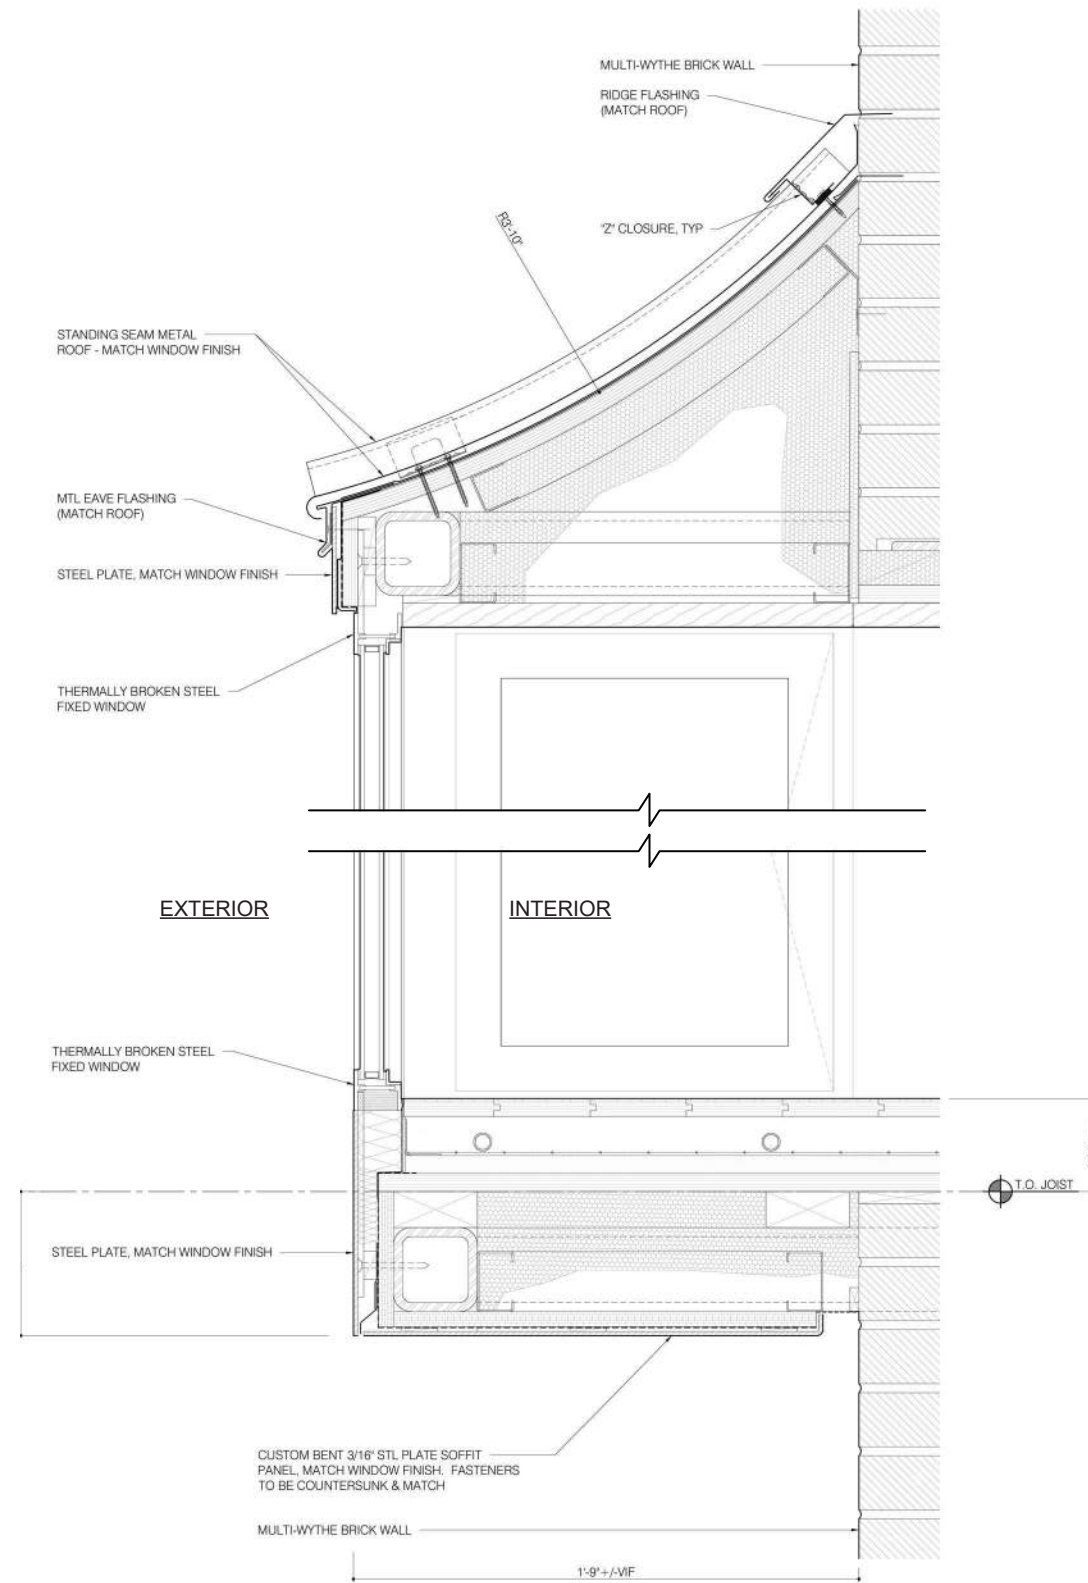 MULTI-WYTHE BRICK WALL
RIDGE FLASHING
(MATCH ROOF)
R3'-10"
"Z" CLOSURE, TYP
STANDING SEAM METAL
ROOF - MATCH WINDOW FINISH
MTL EAVE FLASHING
(MATCH ROOF)
STEEL PLATE, MATCH WINDOW FINISH
THERMALLY BROKEN STEEL
FIXED WINDOW
EXTERIOR
INTERIOR
THERMALLY BROKEN STEEL
FIXED WINDOW
T.O. JOIST
STEEL PLATE, MATCH WINDOW FINISH
CUSTOM BENT 3/16" STL PLATE SOFFIT
PANEL, MATCH WINDOW FINISH. FASTENERS
TO BE COUNTERSUNK & MATCH
MULTI-WYTHE BRICK WALL
1'-9"+/-VIF